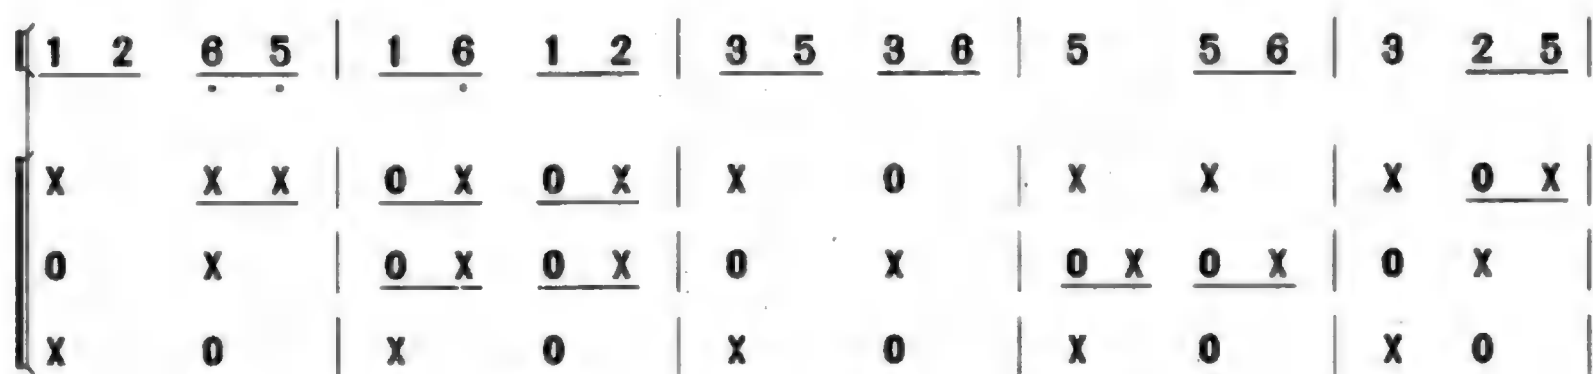 1 2 6 5 | 1 6 1 2 | 3 5 3 6 | 5 5 6 | 3 2 5 |
X X X | 0 X 0 X | X 0 | X X | X 0 X |
0 X | 0 X 0 X | 0 X | 0 X 0 X | 0 X |
X 0 | X 0 | X 0 | X 0 | X 0 |